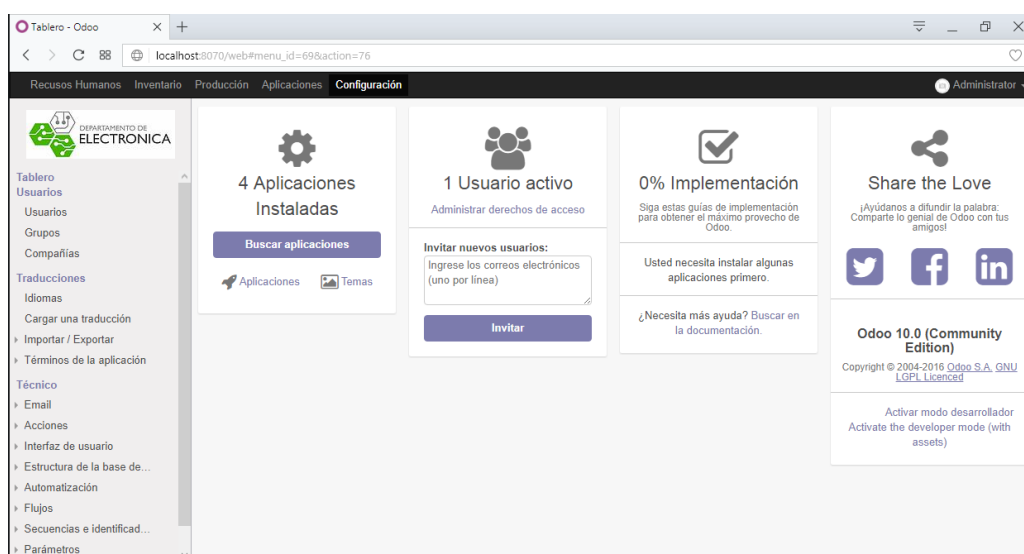 Tablero - Odoo
localhost:8070/web#menu_id=69&action=76
Recusos Humanos Inventario Producción Aplicaciones Configuración Administrator
DEPARTAMENTO DE
ELECTRONICA
Tablero
Usuarios
Usuarios
Grupos
Compañías
Traducciones
Idiomas
Cargar una traducción
Importar / Exportar
Términos de la aplicación
Técnico
Email
Acciones
Interfaz de usuario
Estructura de la base de...
Automatización
Flujos
Secuencias e identificad...
Parámetros
4 Aplicaciones
Instaladas
Buscar aplicaciones
Aplicaciones Temas
1 Usuario activo
Administrar derechos de acceso
Invitar nuevos usuarios:
Ingrese los correos electrónicos
(uno por línea)
Invitar
0% Implementación
Siga estas guías de implementación
para obtener el máximo provecho de
Odoo.
Usted necesita instalar algunas
aplicaciones primero.
¿Necesita más ayuda? Buscar en
la documentación.
Share the Love
¡Ayúdanos a difundir la palabra:
Comparte lo genial de Odoo con tus
amigos!
Odoo 10.0 (Community
Edition)
Copyright © 2004-2016 Odoo S.A. GNU
LGPL Licenced
Activar modo desarrollador
Activate the developer mode (with
assets)